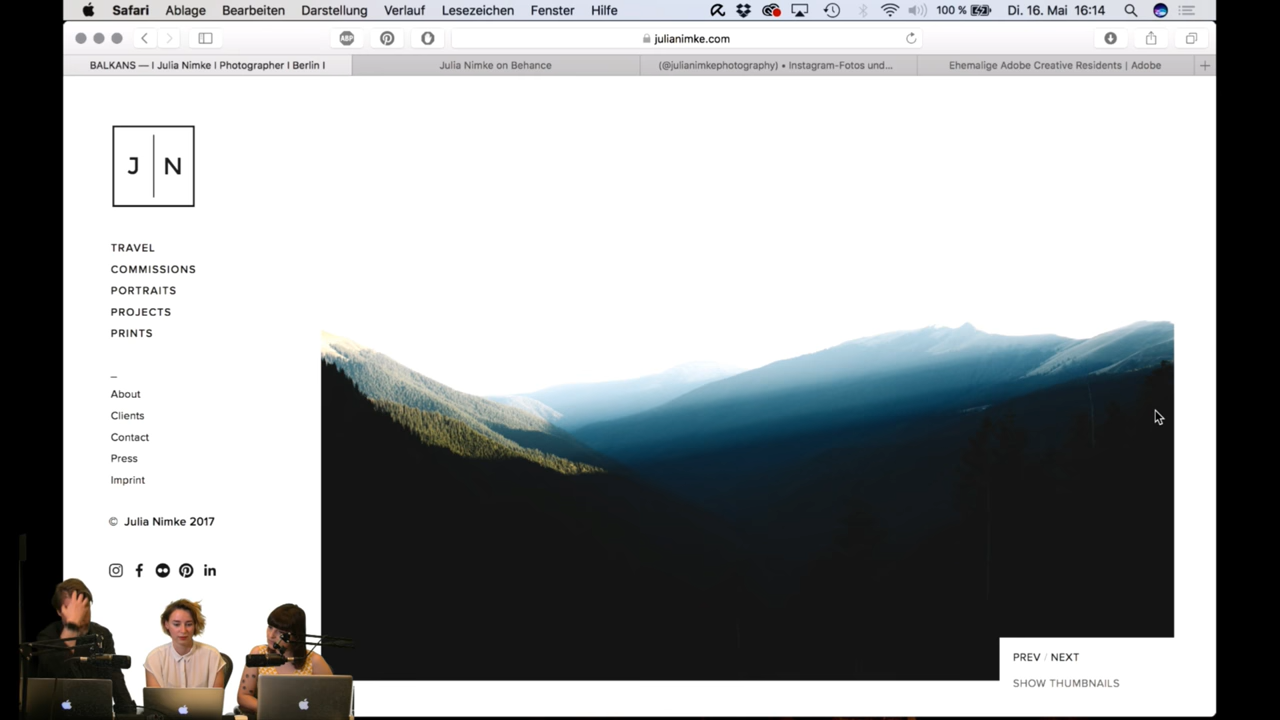 Safari Ablage Bearbeiten Darstellung Verlauf Lesezeichen Fenster Hilfe 100 % Di. 16. Mai 16:14
ABP julianimke.com
BALKANS — | Julia Nimke | Photographer | Berlin | Julia Nimke on Behance (@julianimkephotography) • Instagram-Fotos und... Ehemalige Adobe Creative Residents | Adobe
J N
TRAVEL
COMMISSIONS
PORTRAITS
PROJECTS
PRINTS
_
About
Clients
Contact
Press
Imprint
© Julia Nimke 2017
PREV / NEXT
SHOW THUMBNAILS